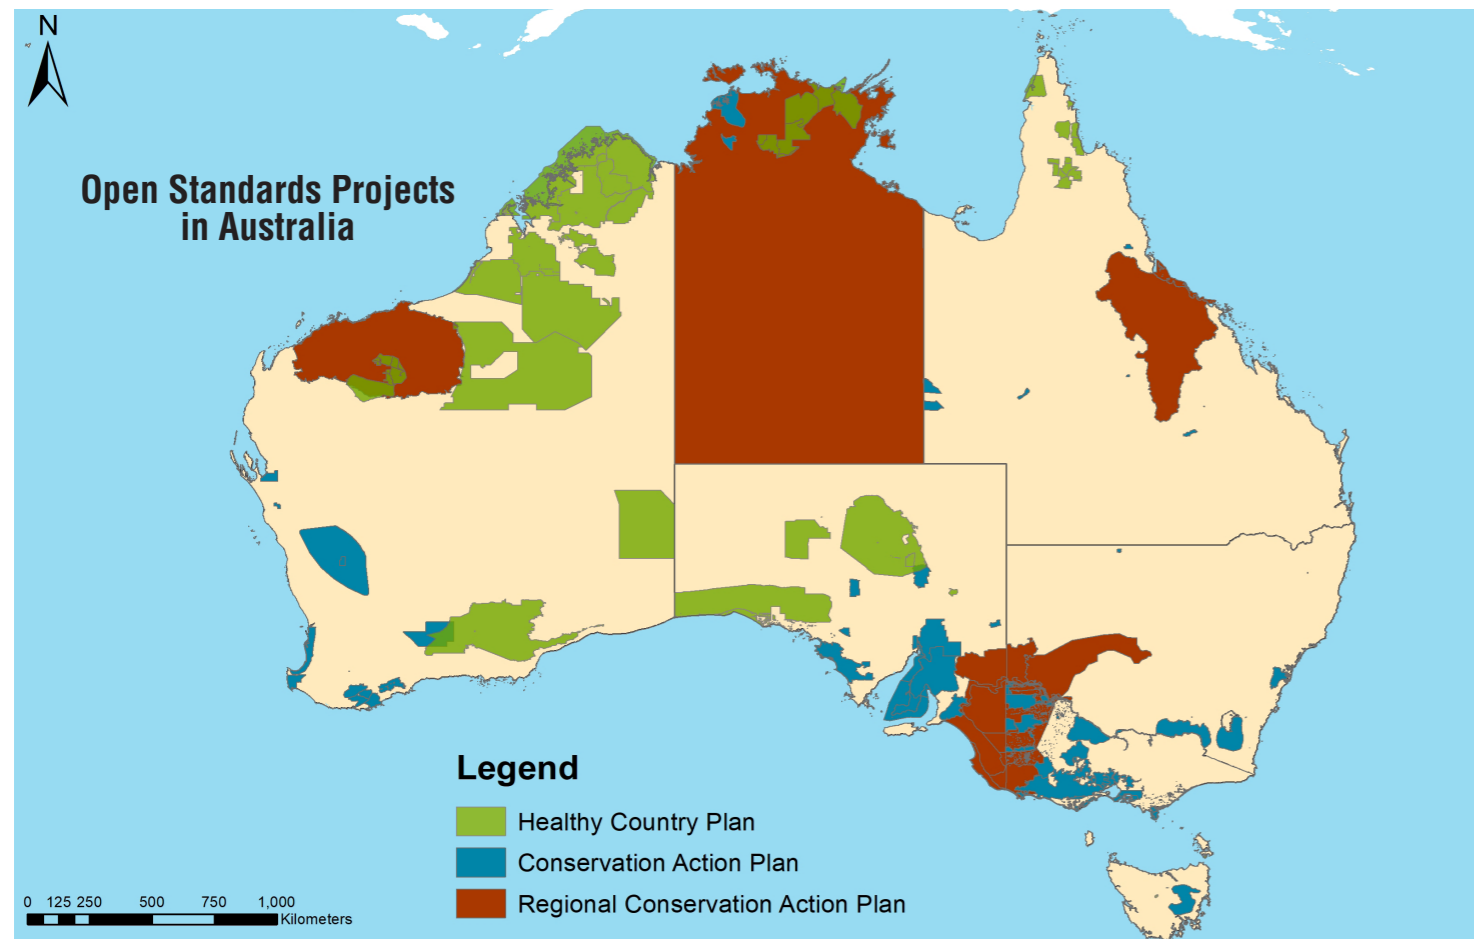 N
Open Standards Projects
in Australia
Legend
Healthy Country Plan
Conservation Action Plan
Regional Conservation Action Plan
0 125 250 500 750 1,000
Kilometers